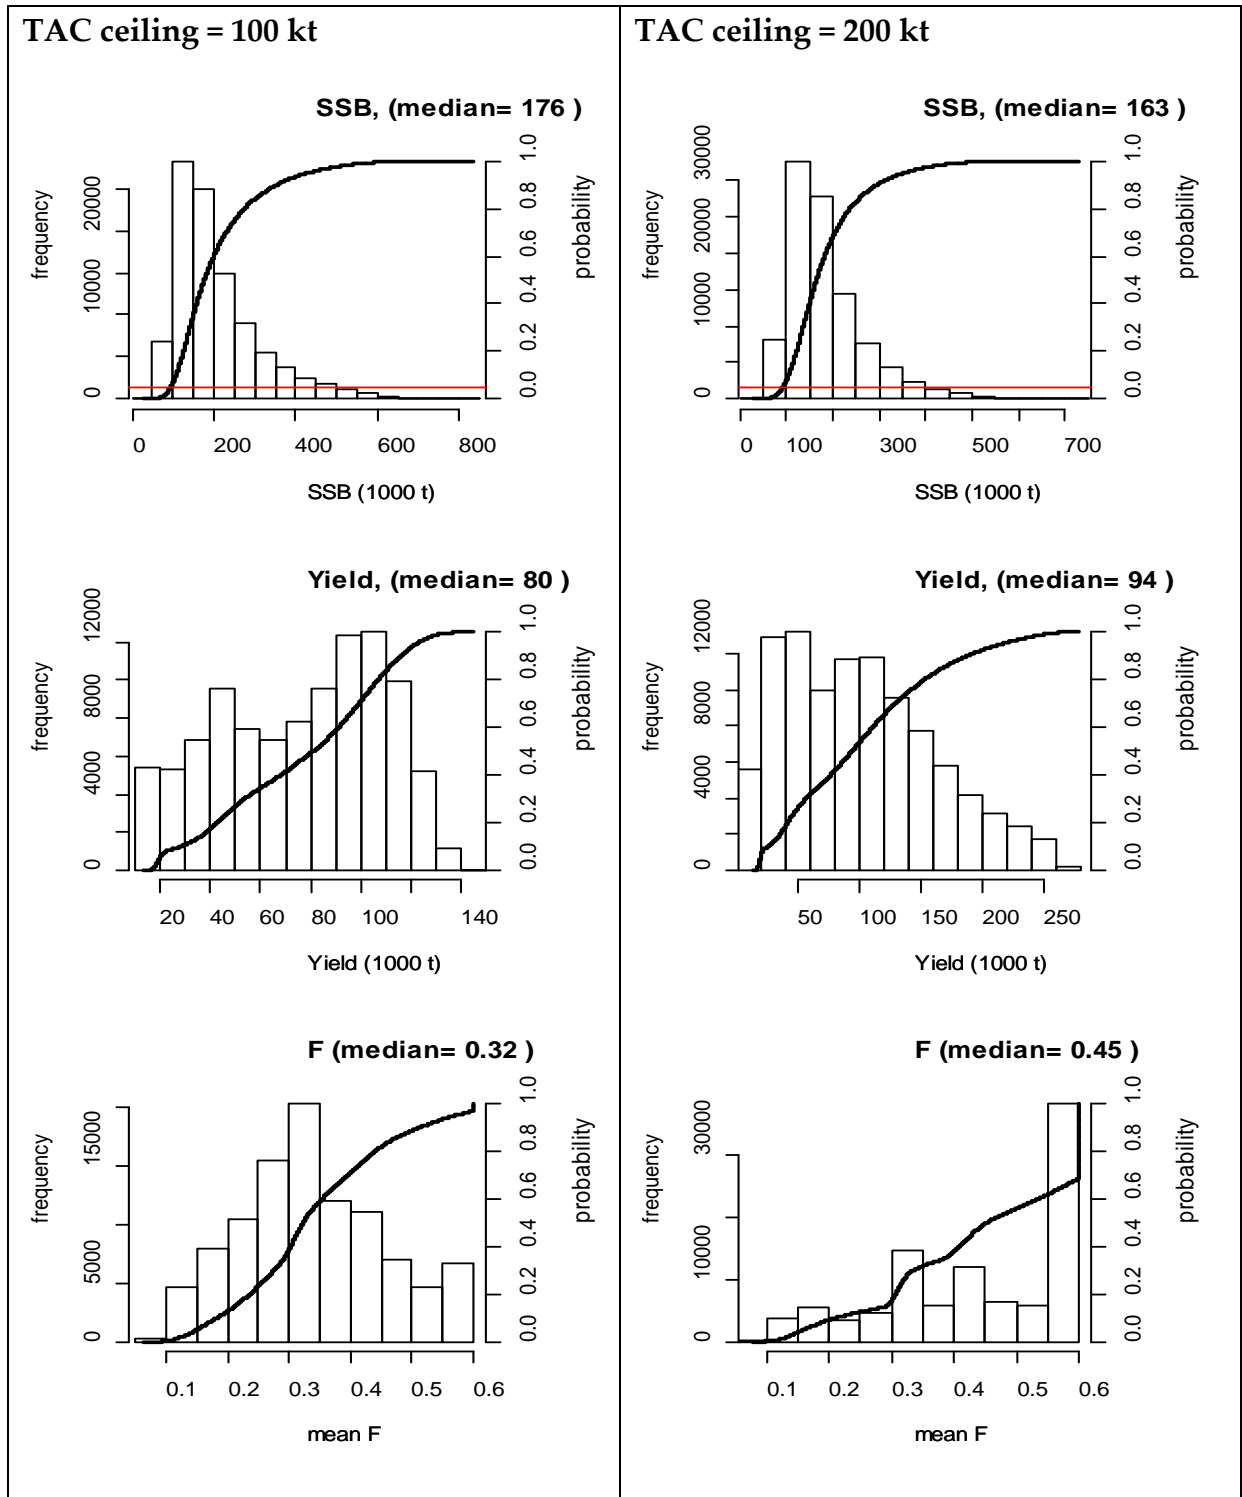 TAC ceiling = 100 kt
SSB, (median= 176 )
frequency
0 10000 20000
probability
0.0 0.2 0.4 0.6 0.8 1.0
0 200 400 600 800
SSB (1000 t)
Yield, (median= 80 )
frequency
0 4000 8000 12000
probability
0.0 0.2 0.4 0.6 0.8 1.0
20 40 60 80 100 140
Yield (1000 t)
F (median= 0.32 )
frequency
0 5000 15000
probability
0.0 0.2 0.4 0.6 0.8 1.0
0.1 0.2 0.3 0.4 0.5 0.6
mean F
TAC ceiling = 200 kt
SSB, (median= 163 )
frequency
0 10000 20000 30000
probability
0.0 0.2 0.4 0.6 0.8 1.0
0 100 300 500 700
SSB (1000 t)
Yield, (median= 94 )
frequency
0 4000 8000 12000
probability
0.0 0.2 0.4 0.6 0.8 1.0
50 100 150 200 250
Yield (1000 t)
F (median= 0.45 )
frequency
0 10000 30000
probability
0.0 0.2 0.4 0.6 0.8 1.0
0.1 0.2 0.3 0.4 0.5 0.6
mean F